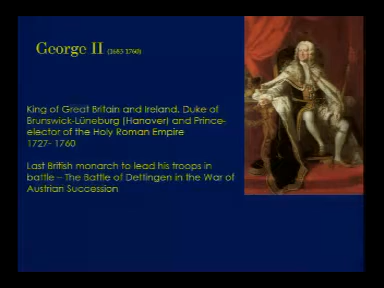 George II (1683-1760)
King of Great Britain and Ireland, Duke of
Brunswick-Lüneburg (Hanover) and Prince-
elector of the Holy Roman Empire
1727- 1760
Last British monarch to lead his troops in
battle – The Battle of Dettingen in the War of
Austrian Succession